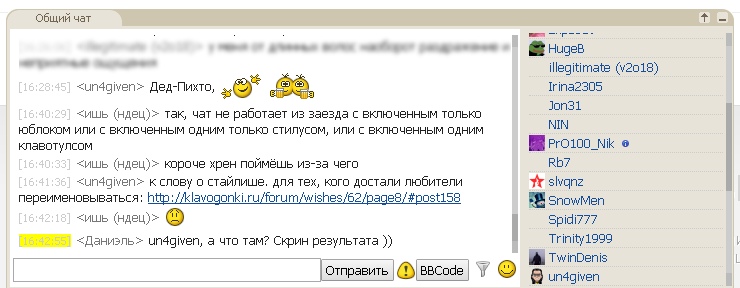 Общий чат
[16:28:45] <un4given> Дед-Пихто,
[16:40:29] <ишь (ндец)> так, чат не работает из заезда с включенным только
юблоком или с включенным одним только стилусом, или с включенным одним
клавотулсом
[16:40:33] <ишь (ндец)> короче хрен поймёшь из-за чего
[16:41:36] <un4given> к слову о стайлише. для тех, кого достали любители
переименовываться: http://klavogonki.ru/forum/wishes/62/page8/#post158
[16:42:18] <ишь (ндец)>
[16:42:55] <Даниэль> un4given, а что там? Скрин результата ))
Отправить
BBCode
HugeB
illegitimate (v2o18)
Irina2305
Jon31
NIN
PrO100_Nik
Rb7
slvqnz
SnowMen
Spidi777
Trinity1999
TwinDenis
un4given